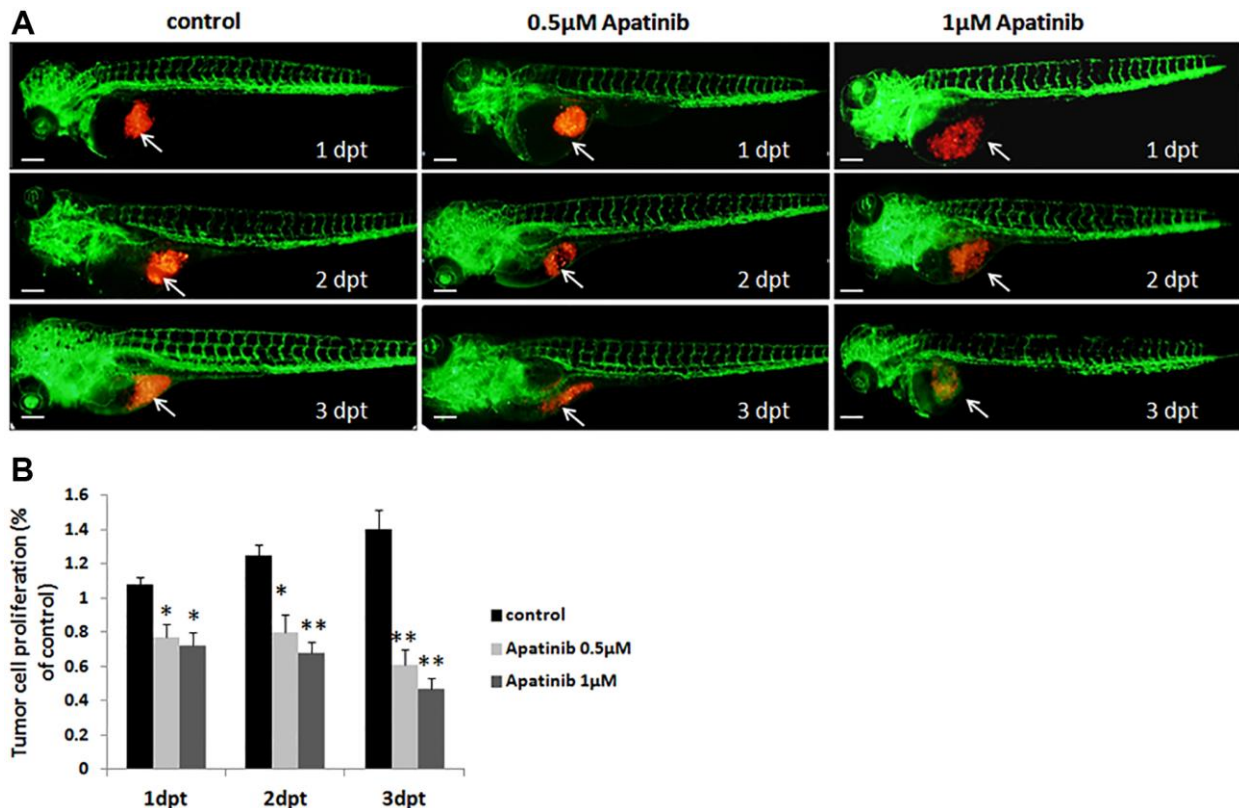 A
control
0.5μM Apatinib
1μM Apatinib
1 dpt
1 dpt
1 dpt
2 dpt
2 dpt
2 dpt
3 dpt
3 dpt
3 dpt
B
Tumor cell proliferation (%
of control)
1.6
1.4
1.2
1
0.8
0.6
0.4
0.2
0
*
*
*
**
**
**
1dpt
2dpt
3dpt
control
Apatinib 0.5μM
Apatinib 1μM